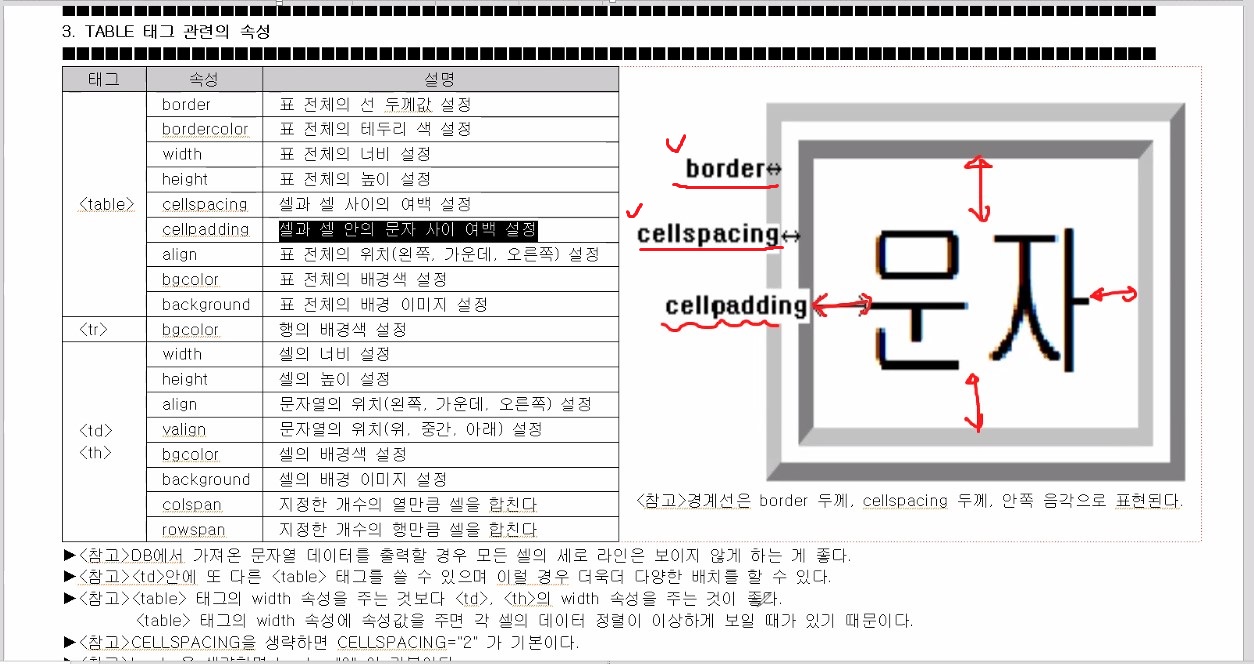 3. TABLE 태그 관련의 속성
태그 속성 설명
<table>
border 표 전체의 선 두께값 설정
bordercolor 표 전체의 테두리 색 설정
width 표 전체의 너비 설정
height 표 전체의 높이 설정
cellspacing 셀과 셀 사이의 여백 설정
cellpadding 셀과 셀 안의 문자 사이 여백 설정
align 표 전체의 위치(왼쪽, 가운데, 오른쪽) 설정
bgcolor 표 전체의 배경색 설정
background 표 전체의 배경 이미지 설정
<tr> bgcolor 행의 배경색 설정
<td>
<th>
width 셀의 너비 설정
height 셀의 높이 설정
align 문자열의 위치(왼쪽, 가운데, 오른쪽) 설정
valign 문자열의 위치(위, 중간, 아래) 설정
bgcolor 셀의 배경색 설정
background 셀의 배경 이미지 설정
colspan 지정한 개수의 열만큼 셀을 합친다
rowspan 지정한 개수의 행만큼 셀을 합친다
border↔
cellspacing↔
cellpadding
문자
<참고>경계선은 border 두께, cellspacing 두께, 안쪽 음각으로 표현된다.
▶<참고>DB에서 가져온 문자열 데이터를 출력할 경우 모든 셀의 세로 라인은 보이지 않게 하는 게 좋다.
▶<참고><td>안에 또 다른 <table> 태그를 쓸 수 있으며 이럴 경우 더욱더 다양한 배치를 할 수 있다.
▶<참고><table> 태그의 width 속성을 주는 것보다 <td>, <th>의 width 속성을 주는 것이 좋다.
<table> 태그의 width 속성에 속성값을 주면 각 셀의 데이터 정렬이 이상하게 보일 때가 있기 때문이다.
▶<참고>CELLSPACING을 생략하면 CELLSPACING="2" 가 기본이다.